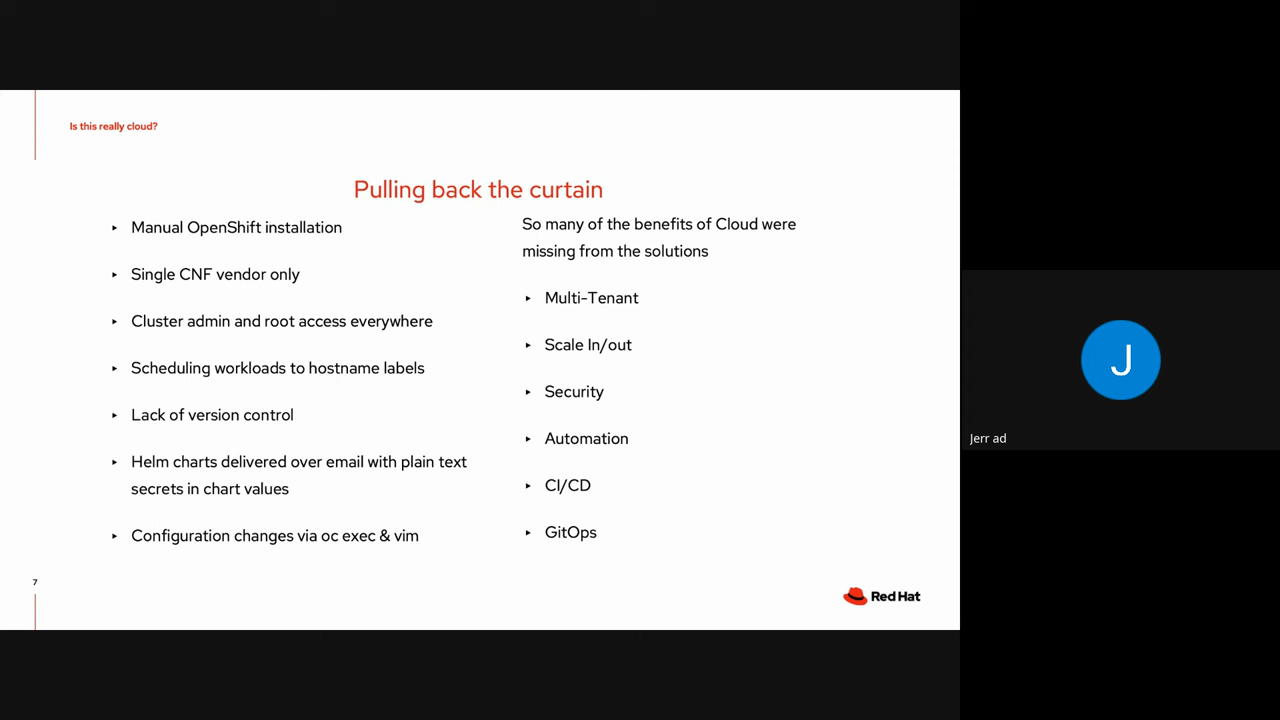 Is this really cloud?
Pulling back the curtain
Manual OpenShift installation
Single CNF vendor only
Cluster admin and root access everywhere
Scheduling workloads to hostname labels
Lack of version control
Helm charts delivered over email with plain text
secrets in chart values
Configuration changes via oc exec & vim
So many of the benefits of Cloud were
missing from the solutions
Multi-Tenant
Scale In/out
Security
Automation
CI/CD
GitOps
7
Red Hat
J
Jerr ad